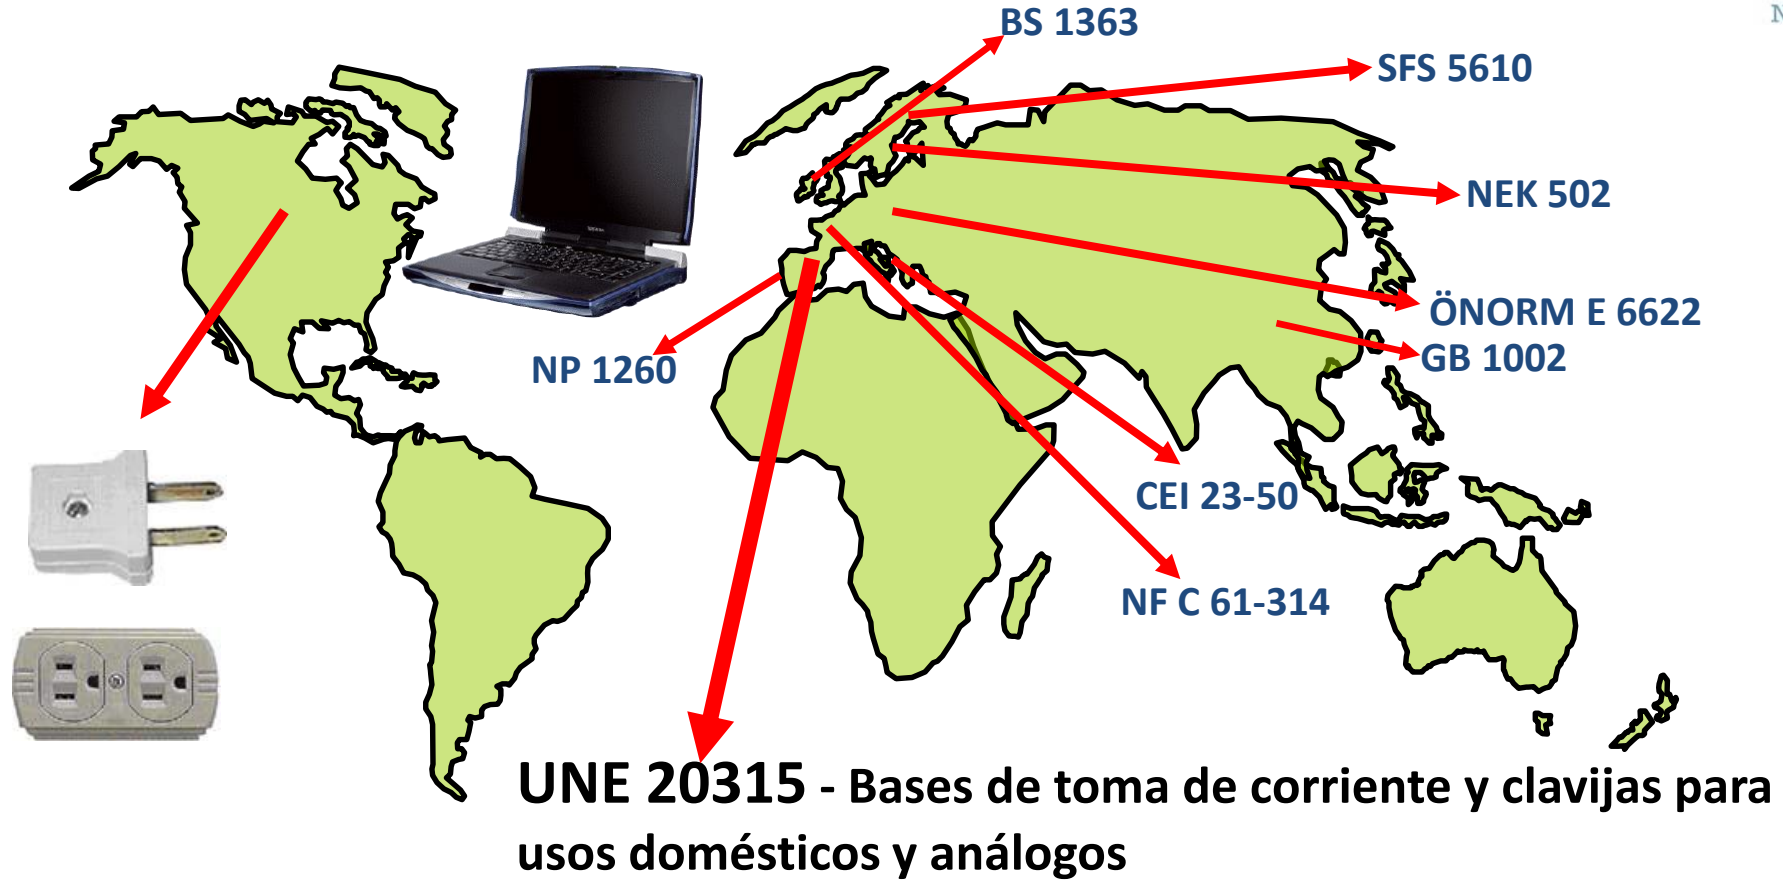 BS 1363
SFS 5610
NEK 502
ÖNORM E 6622
GB 1002
NP 1260
CEI 23-50
NF C 61-314
UNE 20315 - Bases de toma de corriente y clavijas para
usos domésticos y análogos